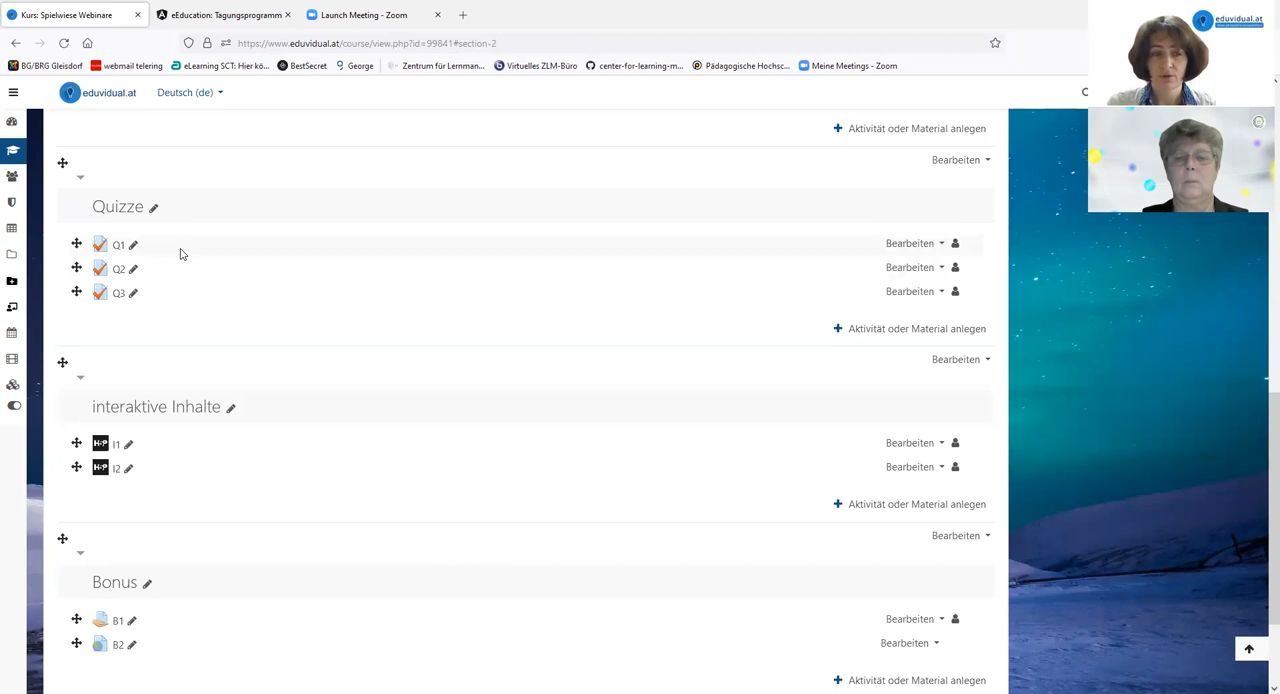 Kurs: Spielwiese Webinare
eEducation: Tagungsprogramm
Launch Meeting - Zoom
https://www.eduvidual.at/course/view.php?id=99841#section-2
BG/BRG Gleisdorf
webmail telering
eLearning SCT: Hier kö...
BestSecret
George
Zentrum für Lernman...
Virtuelles ZLM-Büro
center-for-learning-m...
Pädagogische Hochsc...
Meine Meetings - Zoom
eduvidual.at
eduvidual.at
Deutsch (de)
Aktivität oder Material anlegen
Bearbeiten
Quizze
Q1
Bearbeiten
Q2
Bearbeiten
Q3
Bearbeiten
Aktivität oder Material anlegen
Bearbeiten
interaktive Inhalte
H-P I1
Bearbeiten
H-P I2
Bearbeiten
Aktivität oder Material anlegen
Bearbeiten
Bonus
B1
Bearbeiten
B2
Bearbeiten
Aktivität oder Material anlegen